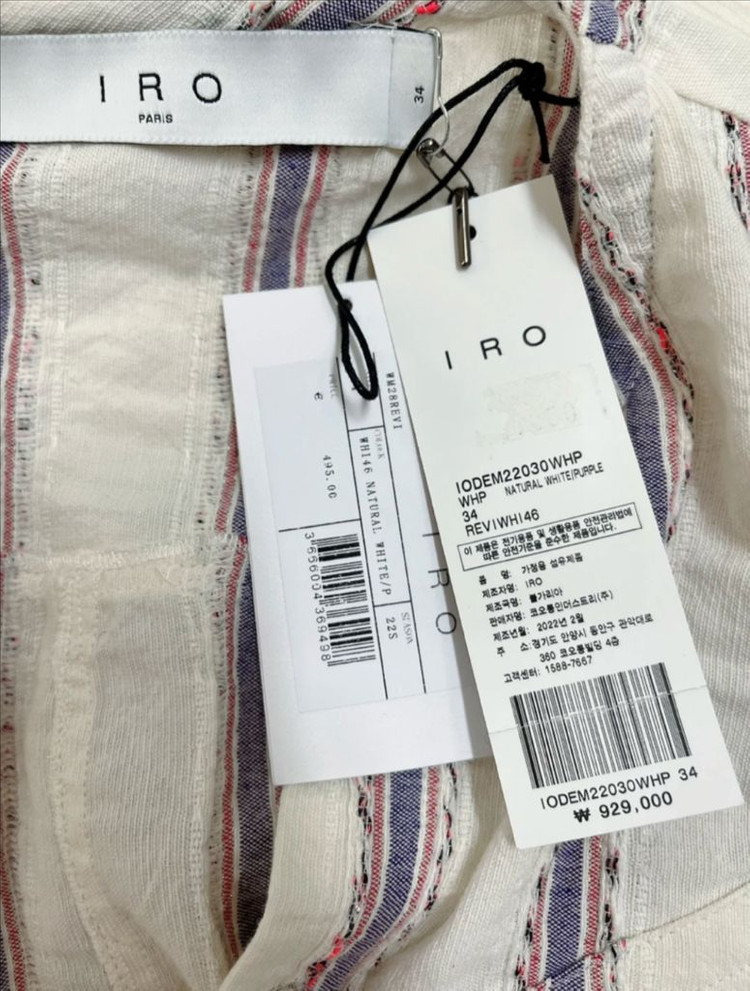 IRO
PARIS
34
IRO
IODEM22030WHP
WHP NATURAL WHITE/PURPLE
34
REVIWHI46
이 제품은 전기용품 및 생활용품 안전관리법에
따른 안전기준을 준수한 제품입니다.
품 명: 가정용 섬유제품
제조자명: IRO
제조국명: 불가리아
판매자명: 코오롱인더스트리(주)
제조년월: 2022년 2월
주 소:경기도 안양시 동안구 관악대로
360 코오롱빌딩 4층
고객센터: 1588-7667
IODEM22030WHP 34
₩ 929,000
WM28REVI
WHI46 NATURAL WHITE/P
SEASON
22S
€
495.00
3666004369498
IRO